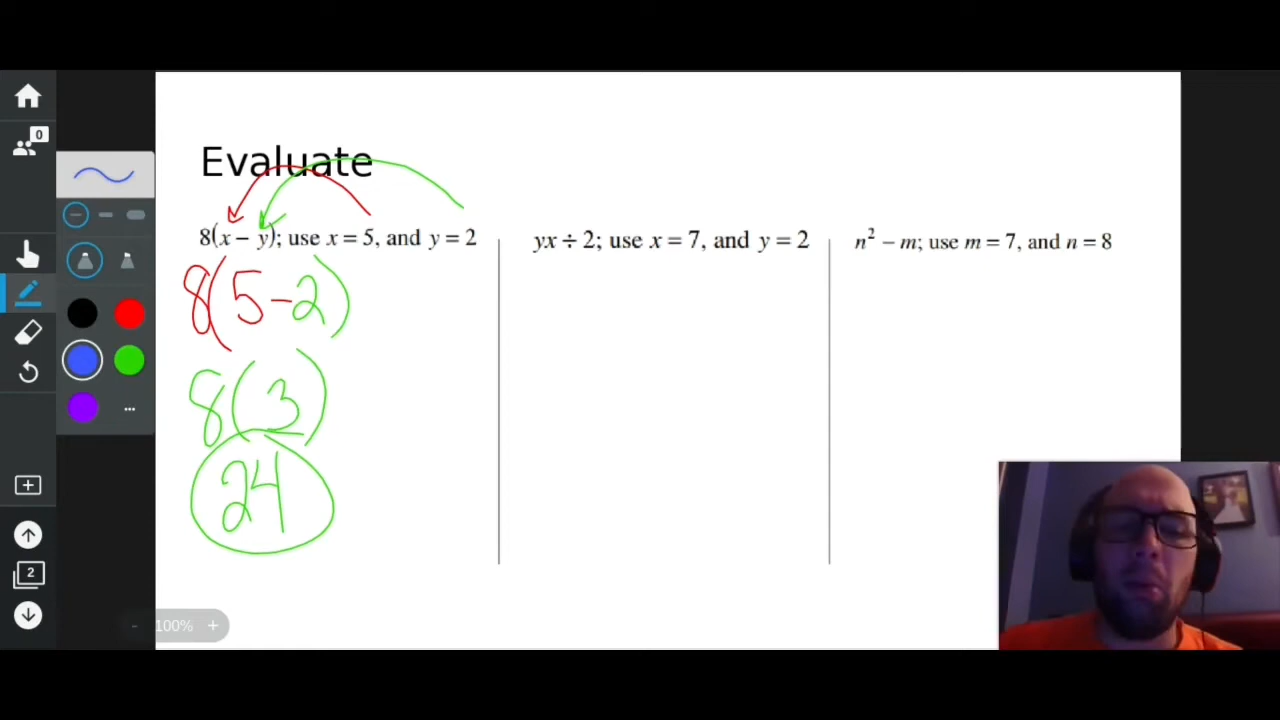 0
Evaluate
8(x − y); use x = 5, and y = 2
8(5-2)
8(3)
24
yx ÷ 2; use x = 7, and y = 2
n² − m; use m = 7, and n = 8
2
- 100% +